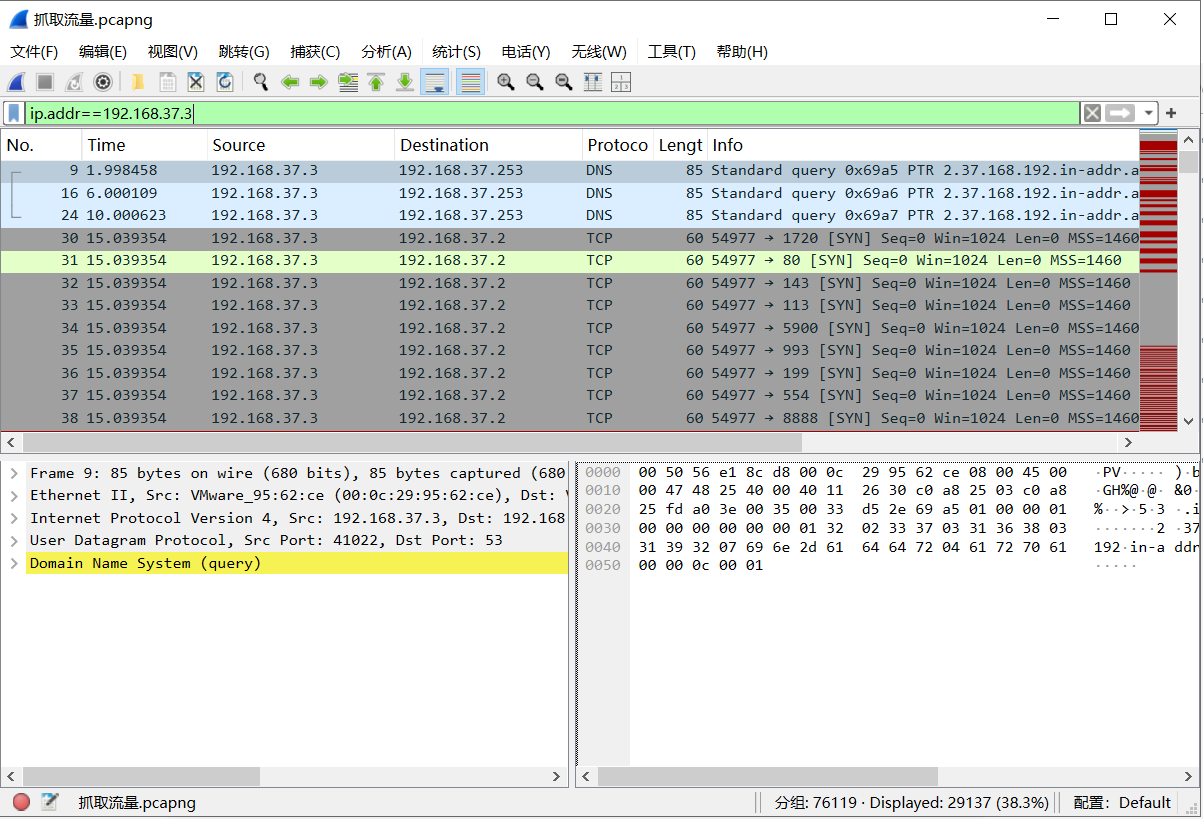 抓取流量.pcapng
文件(F) 编辑(E) 视图(V) 跳转(G) 捕获(C) 分析(A) 统计(S) 电话(Y) 无线(W) 工具(T) 帮助(H)
ip.addr==192.168.37.3
No. Time Source Destination Protoco Lengt Info
9 1.998458 192.168.37.3 192.168.37.253 DNS 85 Standard query 0x69a5 PTR 2.37.168.192.in-addr.a
16 6.000109 192.168.37.3 192.168.37.253 DNS 85 Standard query 0x69a6 PTR 2.37.168.192.in-addr.a
24 10.000623 192.168.37.3 192.168.37.253 DNS 85 Standard query 0x69a7 PTR 2.37.168.192.in-addr.a
30 15.039354 192.168.37.3 192.168.37.2 TCP 60 54977 → 1720 [SYN] Seq=0 Win=1024 Len=0 MSS=1460
31 15.039354 192.168.37.3 192.168.37.2 TCP 60 54977 → 80 [SYN] Seq=0 Win=1024 Len=0 MSS=1460
32 15.039354 192.168.37.3 192.168.37.2 TCP 60 54977 → 143 [SYN] Seq=0 Win=1024 Len=0 MSS=1460
33 15.039354 192.168.37.3 192.168.37.2 TCP 60 54977 → 113 [SYN] Seq=0 Win=1024 Len=0 MSS=1460
34 15.039354 192.168.37.3 192.168.37.2 TCP 60 54977 → 5900 [SYN] Seq=0 Win=1024 Len=0 MSS=1460
35 15.039354 192.168.37.3 192.168.37.2 TCP 60 54977 → 993 [SYN] Seq=0 Win=1024 Len=0 MSS=1460
36 15.039354 192.168.37.3 192.168.37.2 TCP 60 54977 → 199 [SYN] Seq=0 Win=1024 Len=0 MSS=1460
37 15.039354 192.168.37.3 192.168.37.2 TCP 60 54977 → 554 [SYN] Seq=0 Win=1024 Len=0 MSS=1460
38 15.039354 192.168.37.3 192.168.37.2 TCP 60 54977 → 8888 [SYN] Seq=0 Win=1024 Len=0 MSS=1460
Frame 9: 85 bytes on wire (680 bits), 85 bytes captured (680
Ethernet II, Src: VMware_95:62:ce (00:0c:29:95:62:ce), Dst: V
Internet Protocol Version 4, Src: 192.168.37.3, Dst: 192.168
User Datagram Protocol, Src Port: 41022, Dst Port: 53
Domain Name System (query)
0000 00 50 56 e1 8c d8 00 0c 29 95 62 ce 08 00 45 00 ·PV····· )·b
0010 00 47 48 25 40 00 40 11 26 30 c0 a8 25 03 c0 a8 ·GH%@·@· &0·
0020 25 fd a0 3e 00 35 00 33 d5 2e 69 a5 01 00 00 01 %··>·5·3 ·.i
0030 00 00 00 00 00 00 01 32 02 33 37 03 31 36 38 03 ·······2 ·37
0040 31 39 32 07 69 6e 2d 61 64 64 72 04 61 72 70 61 192·in-a ddr
0050 00 00 0c 00 01 ·····
抓取流量.pcapng
分组: 76119 · Displayed: 29137 (38.3%)
配置: Default